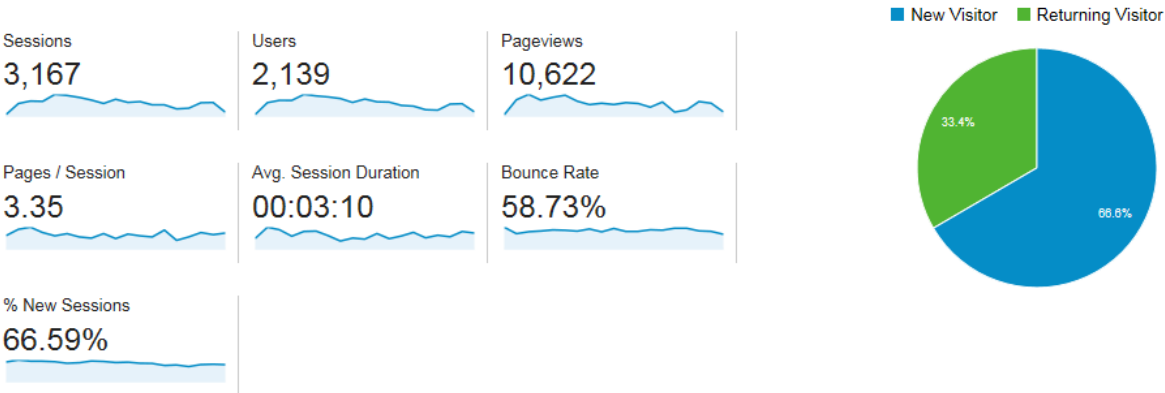 New Visitor Returning Visitor
Sessions Users Pageviews
3,167 2,139 10,622
33.4%
Pages / Session Avg. Session Duration Bounce Rate
3.35 00:03:10 58.73%
66.6%
% New Sessions
66.59%